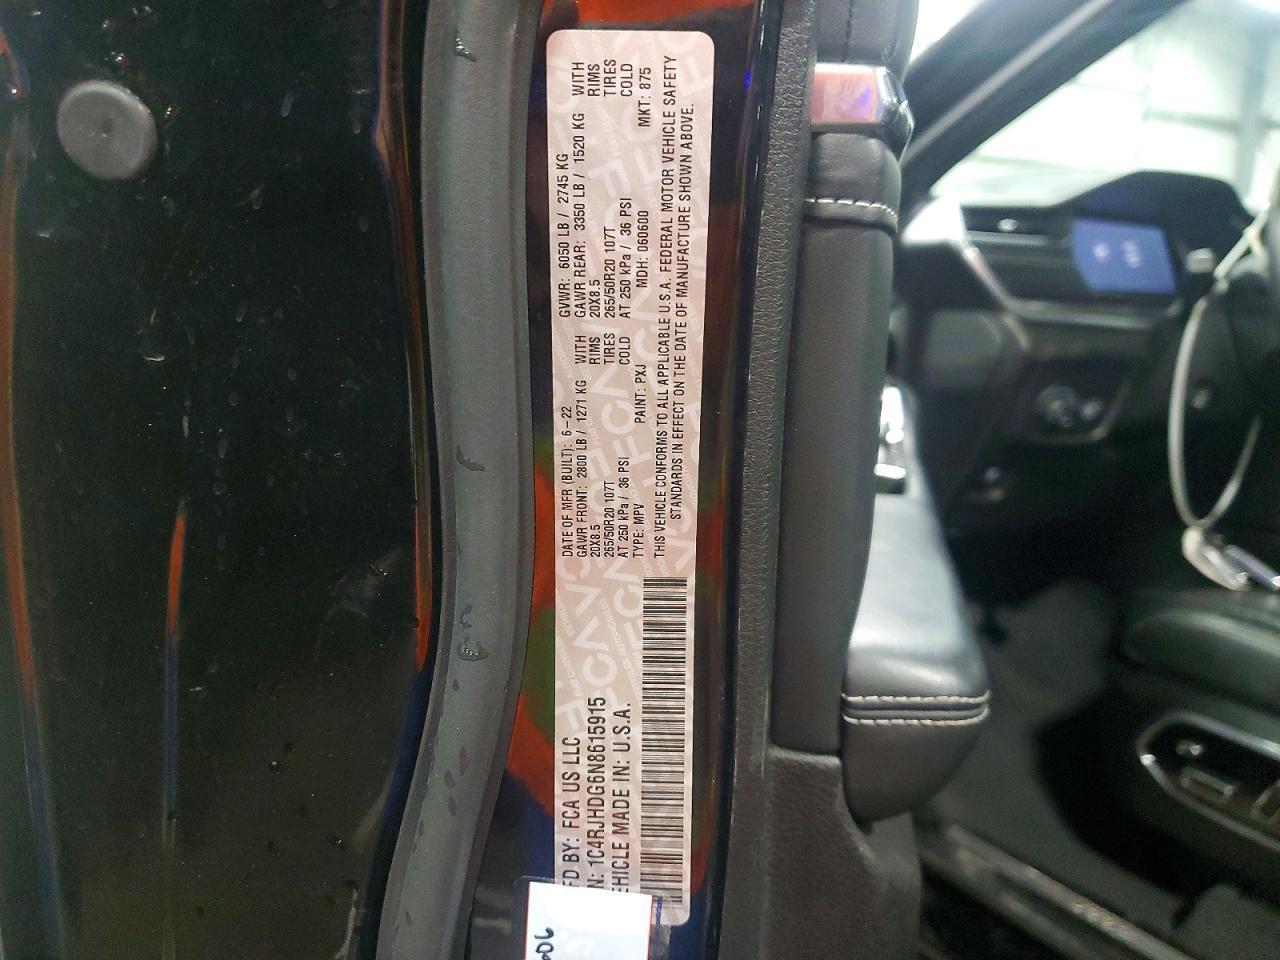 FD BY: FCA US LLC
N: 1C4RJHDG6N8615915
EHICLE MADE IN: U.S.A.
DATE OF MFR (BUILT): 6-22 GVWR: 6050 LB / 2745 KG
GAWR FRONT: 2800 LB / 1271 KG WITH GAWR REAR: 3350 LB / 1520 KG WITH
20X8.5 RIMS 20X8.5 RIMS
265/50R20 107T TIRES 265/50R20 107T TIRES
AT 250 kPa / 36 PSI COLD AT 250 kPa / 36 PSI COLD
TYPE: MPV PAINT: PXJ MDH: 060600 MKT: 875
THIS VEHICLE CONFORMS TO ALL APPLICABLE U.S.A. FEDERAL MOTOR VEHICLE SAFETY
STANDARDS IN EFFECT ON THE DATE OF MANUFACTURE SHOWN ABOVE.